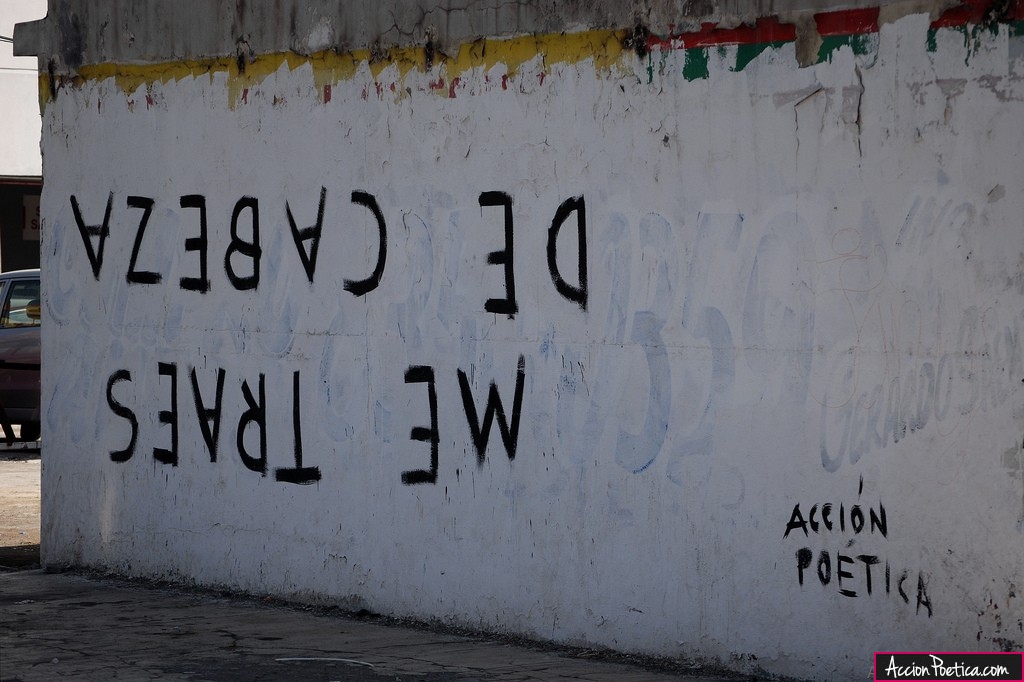 ME TRAES
DE CABEZA
ACCIÓN
POÉTICA
AccionPoetica.com